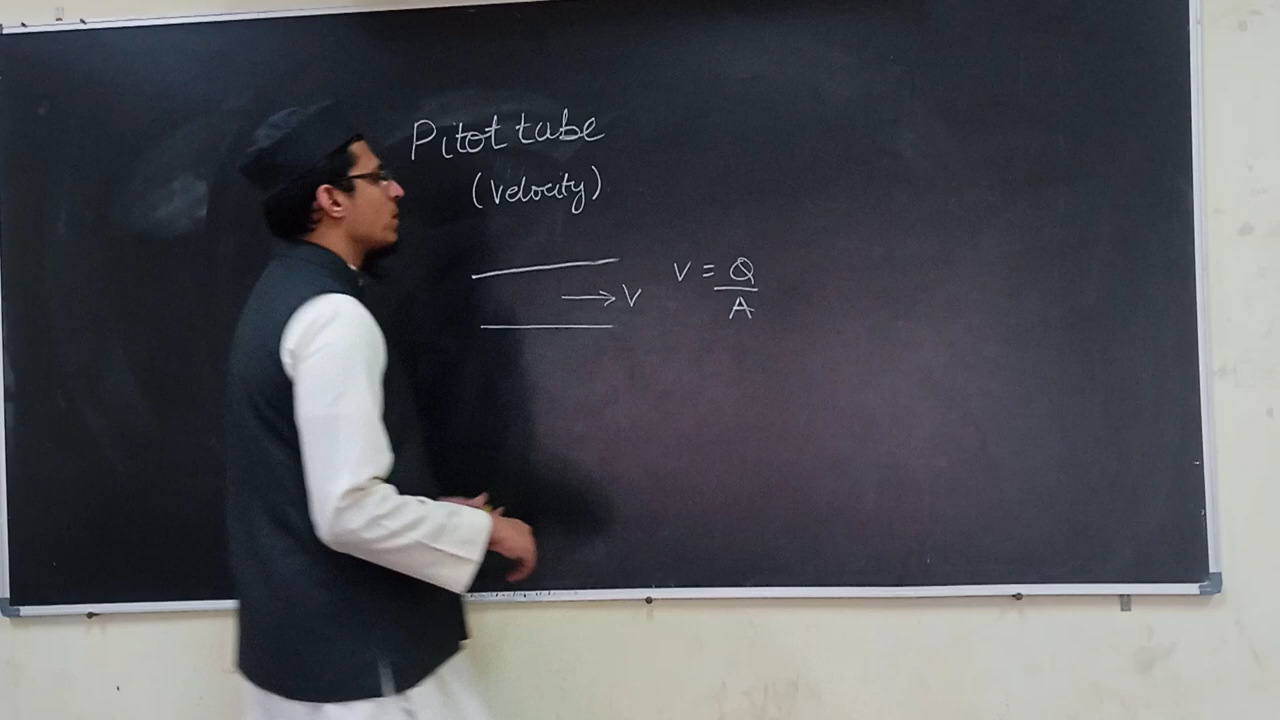 Pitot tube
(velocity)
→ V
V = Q
A